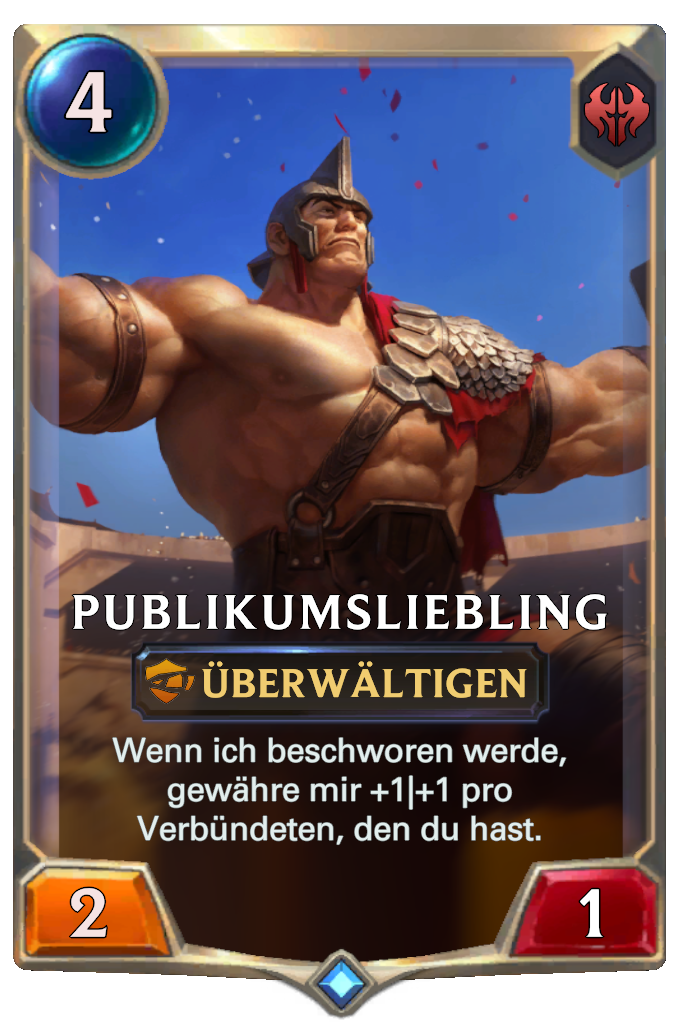 4
PUBLIKUMSLIEBLING
ÜBERWÄLTIGEN
Wenn ich beschworen werde,
gewähre mir +1|+1 pro
Verbündeten, den du hast.
2
1